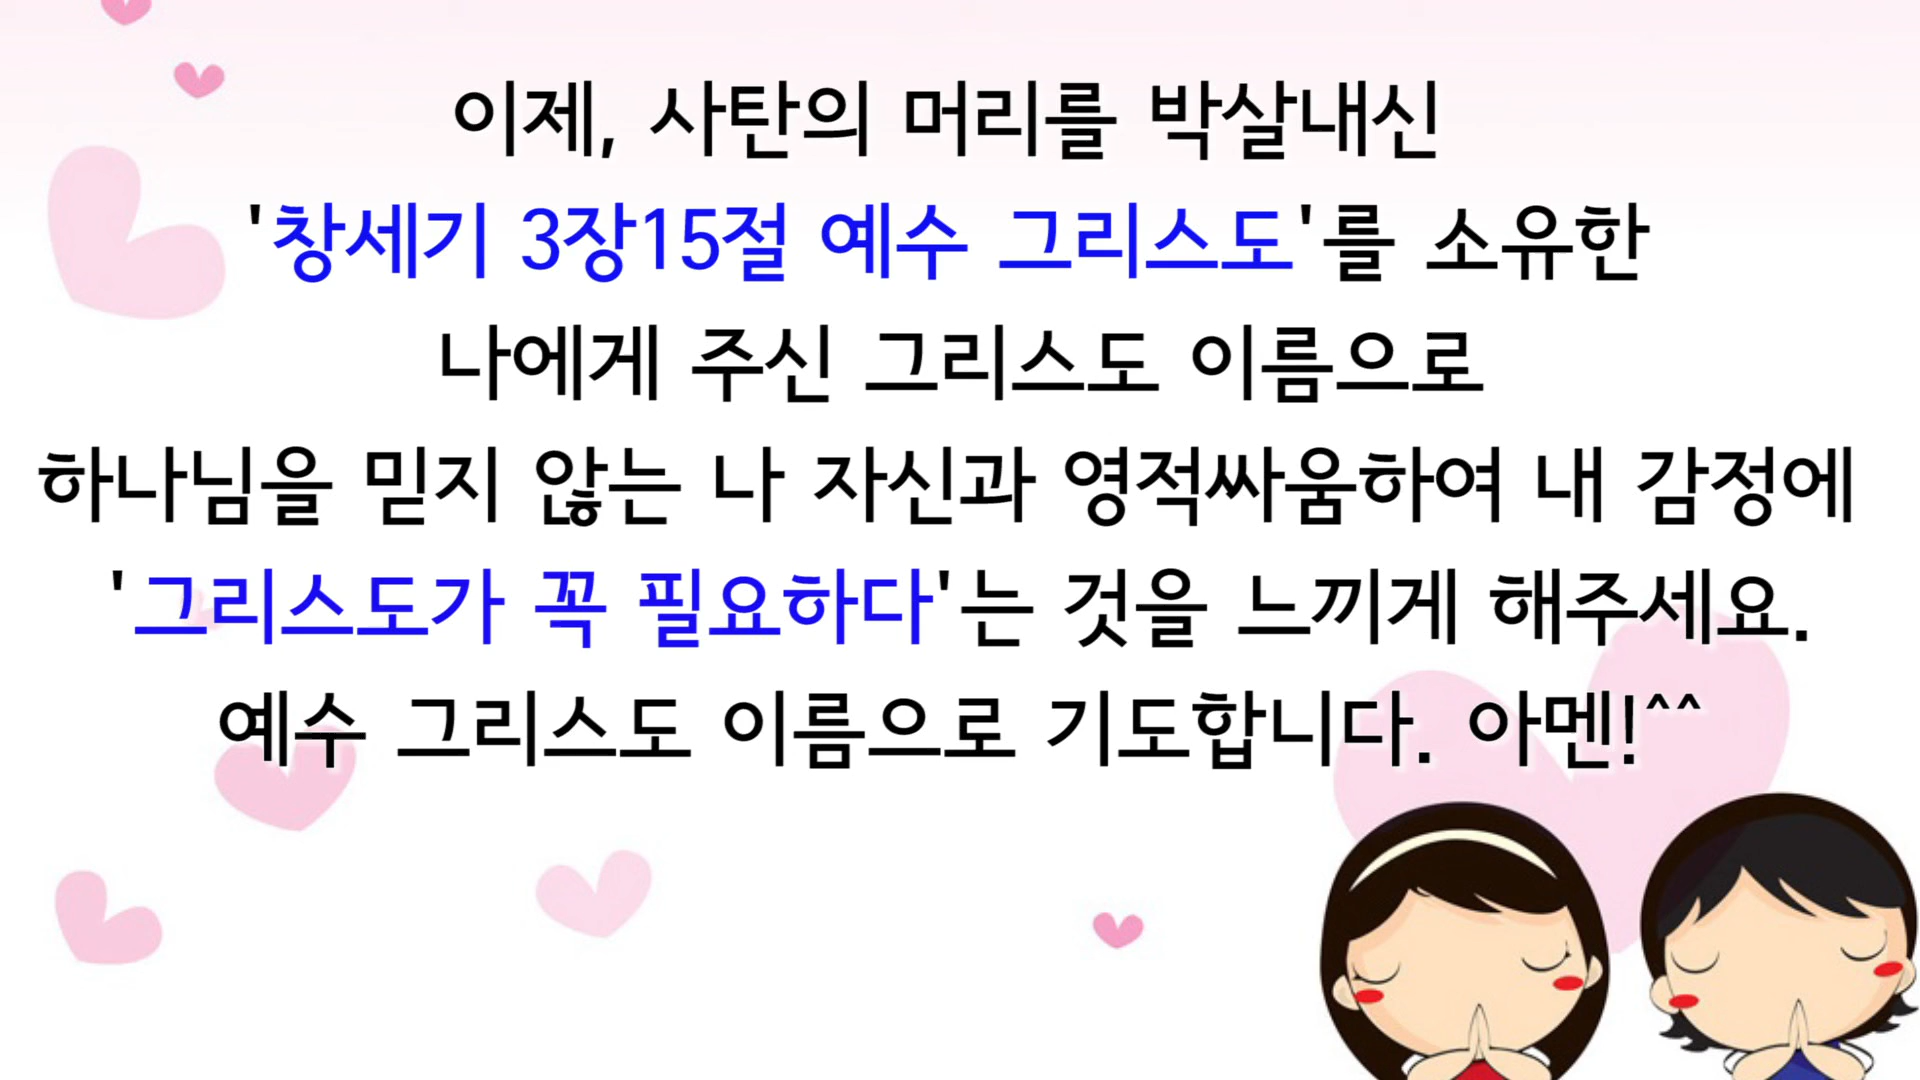 이제, 사탄의 머리를 박살내신
'창세기 3장15절 예수 그리스도'를 소유한
나에게 주신 그리스도 이름으로
하나님을 믿지 않는 나 자신과 영적싸움하여 내 감정에
'그리스도가 꼭 필요하다'는 것을 느끼게 해주세요.
예수 그리스도 이름으로 기도합니다. 아멘!^^